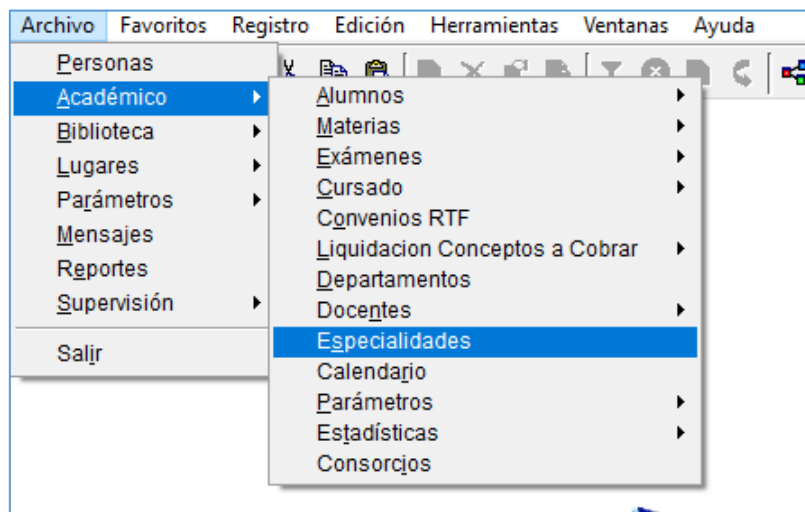 Archivo Favoritos Registro Edición Herramientas Ventanas Ayuda
Personas
Académico
Biblioteca
Lugares
Parámetros
Mensajes
Reportes
Supervisión
Salir
Alumnos
Materias
Exámenes
Cursado
Convenios RTF
Liquidacion Conceptos a Cobrar
Departamentos
Docentes
Especialidades
Calendario
Parámetros
Estadísticas
Consorcios